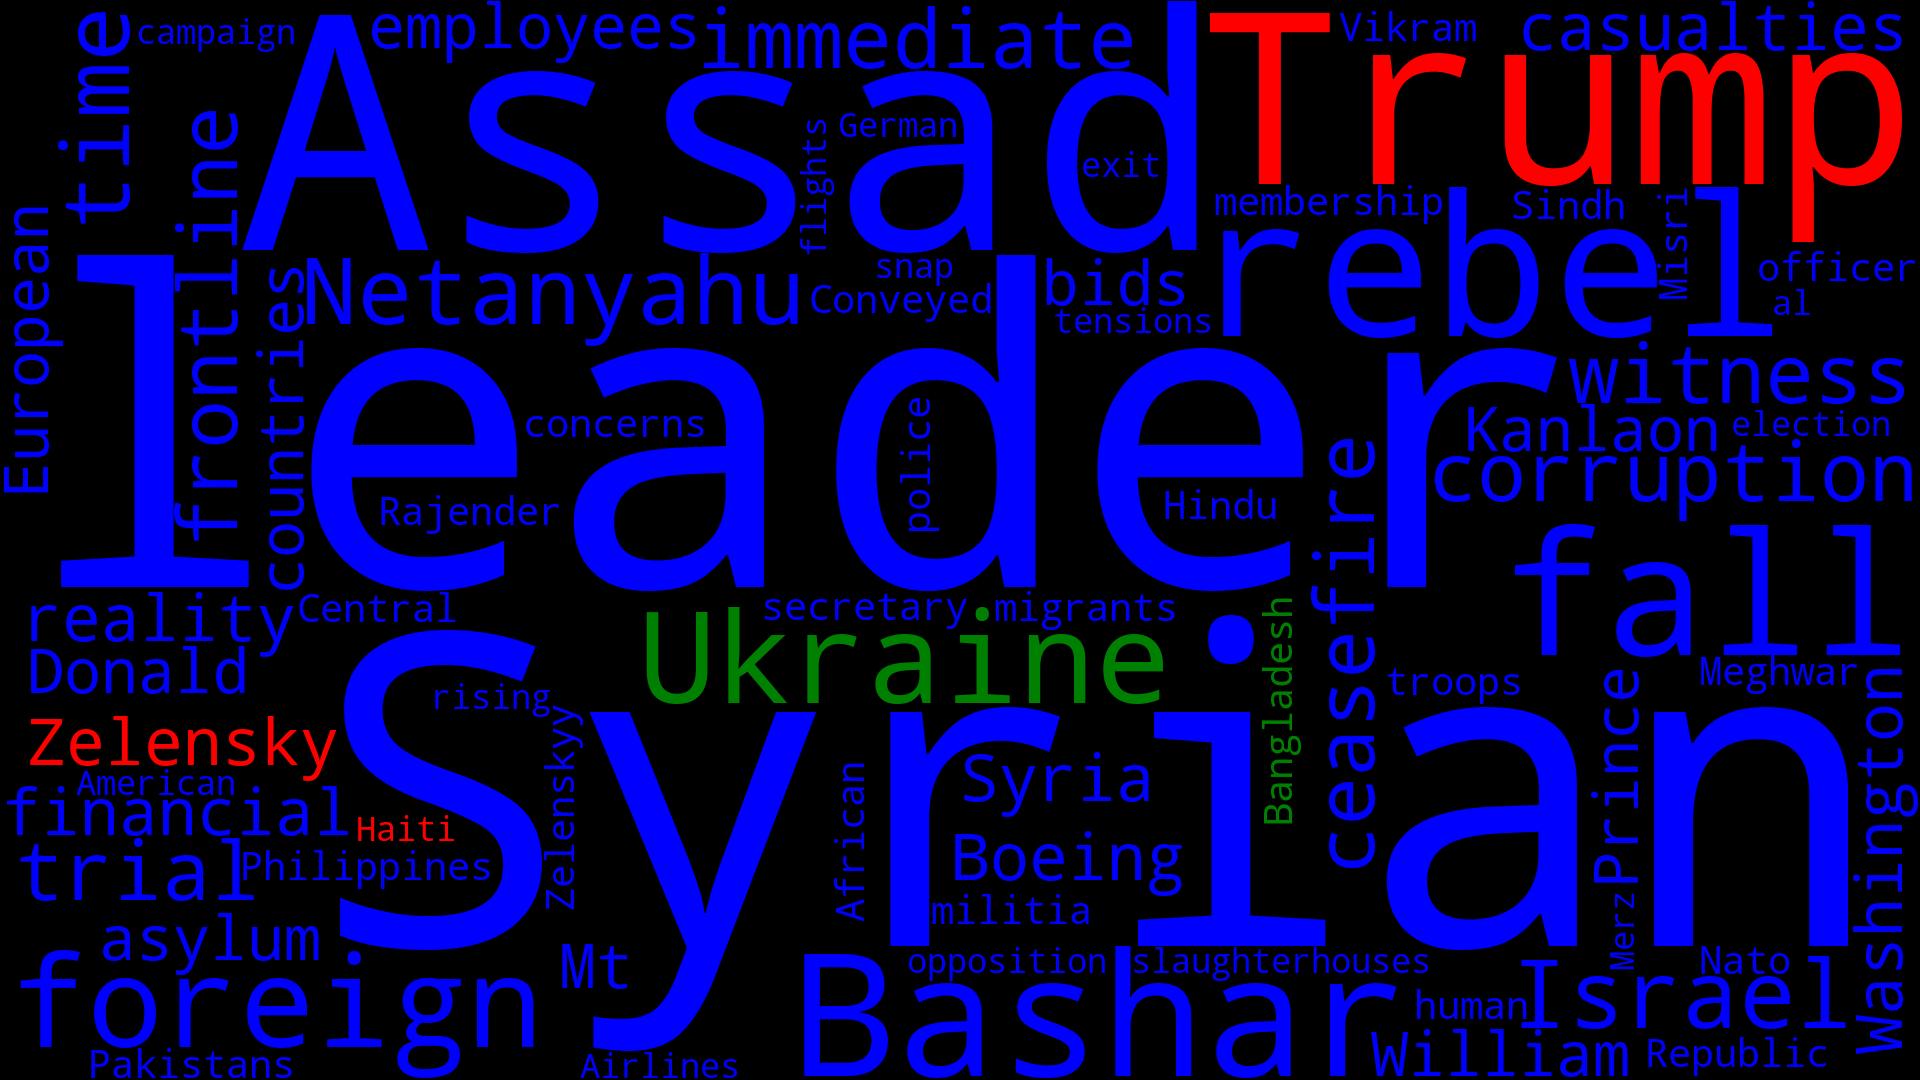 time
campaign
Assad
employees
immediate
Trump
Vikram
casualties
German
flights
exit
European
frontline
membership
Sindh
Misri
rebel
officer
al
countries
Netanyahu
snap
Conveyed
bids
tensions
leader
witness
concerns
police
Kanlaon
election
corruption
Rajender
Hindu
ceasefire
fall
reality
Central
secretary
migrants
Ukraine
Bangladesh
Donald
Syrian
rising
troops
Meghwar
Prince
Washington
Zelensky
Zelenskyy
American
financial
Haiti
Syria
African
trial
Philippines
Boeing
militia
Merz
asylum
Mt
opposition
slaughterhouses
Nato
foreign
Bashar
human
Israel
Pakistans
Airlines
William
Republic